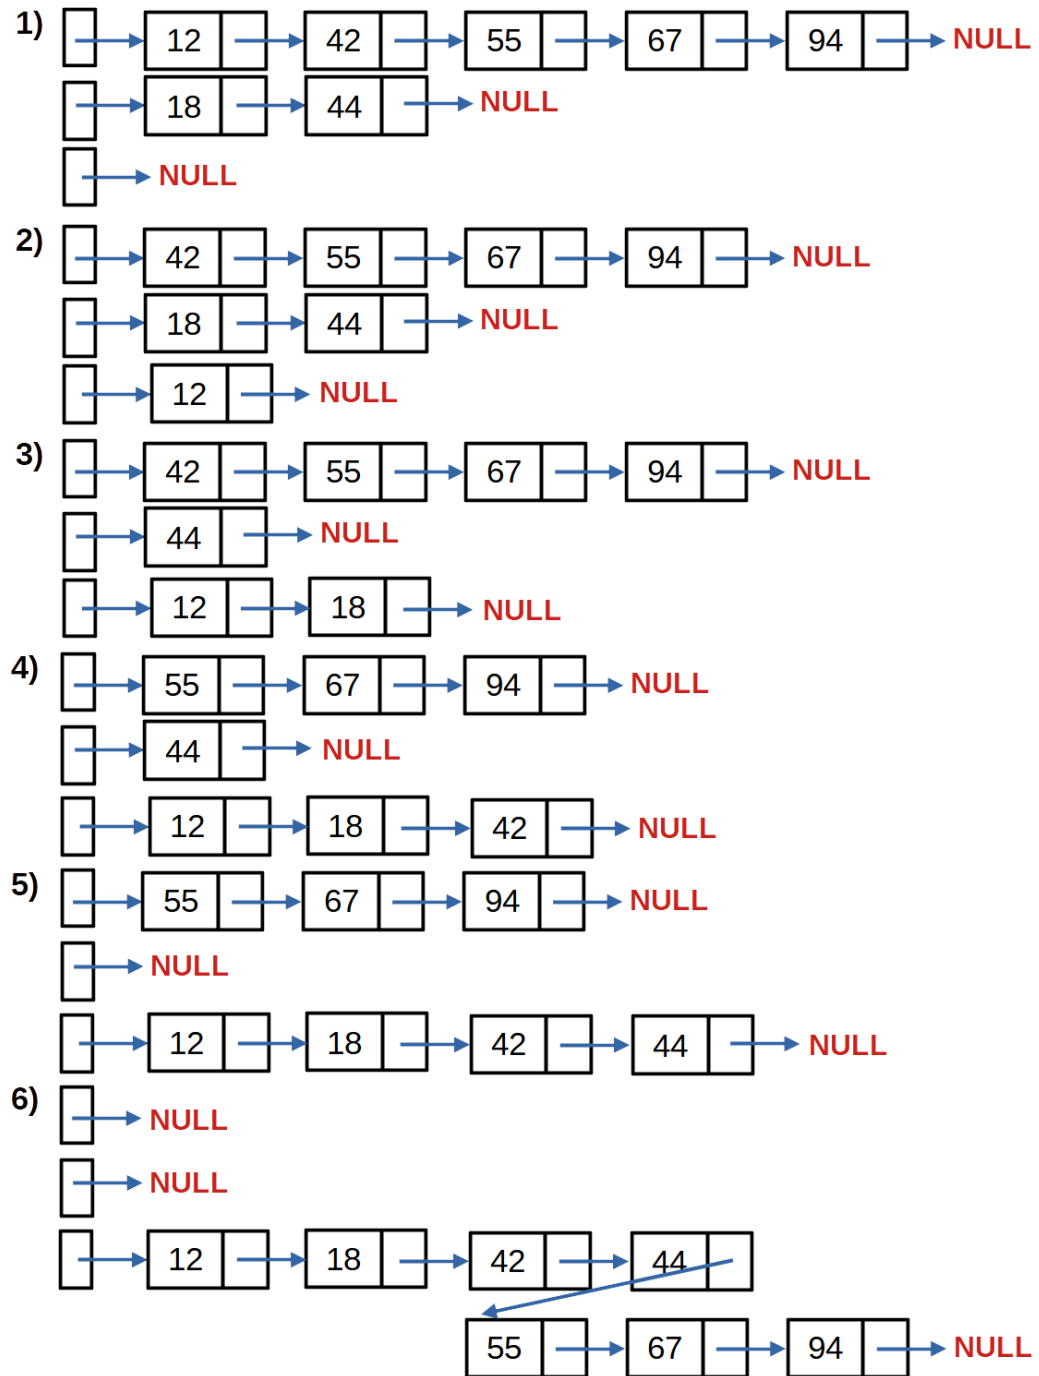 1) 12 42 55 67 94 NULL
18 44 NULL
NULL
2) 42 55 67 94 NULL
18 44 NULL
12 NULL
3) 42 55 67 94 NULL
44 NULL
12 18 NULL
4) 55 67 94 NULL
44 NULL
12 18 42 NULL
5) 55 67 94 NULL
NULL
12 18 42 44 NULL
6) NULL
NULL
12 18 42 44
55 67 94 NULL